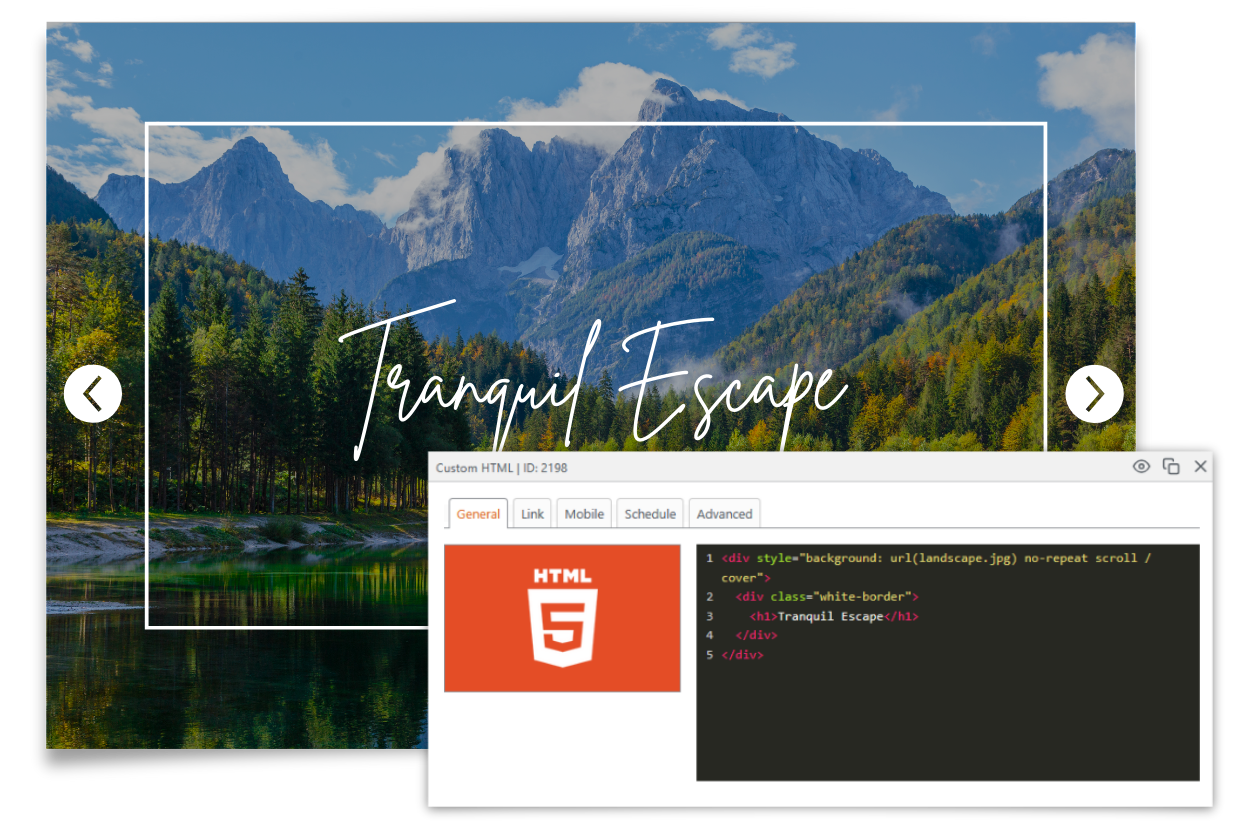 Tranquil Escape
Custom HTML | ID: 2198
General Link Mobile Schedule Advanced
HTML
5
1 <div style="background: url(landscape.jpg) no-repeat scroll /
cover">
2 <div class="white-border">
3 <h1>Tranquil Escape</h1>
4 </div>
5 </div>